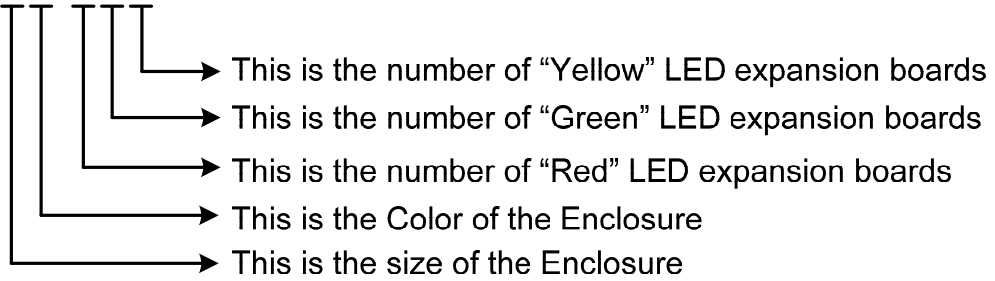 This is the number of “Yellow” LED expansion boards
This is the number of “Green” LED expansion boards
This is the number of “Red” LED expansion boards
This is the Color of the Enclosure
This is the size of the Enclosure